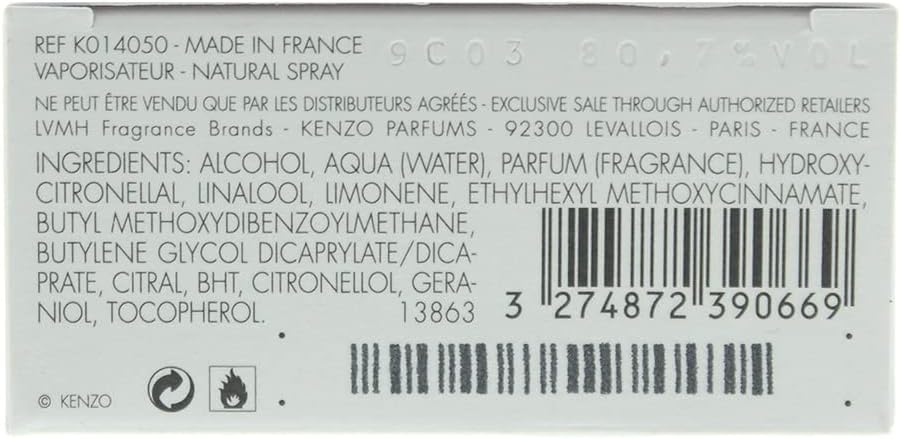 REF K014050 - MADE IN FRANCE 9C03 80,7%VOL
VAPORISATEUR - NATURAL SPRAY
NE PEUT ÊTRE VENDU QUE PAR LES DISTRIBUTEURS AGRÉÉS - EXCLUSIVE SALE THROUGH AUTHORIZED RETAILERS
LVMH Fragrance Brands - KENZO PARFUMS - 92300 LEVALLOIS - PARIS - FRANCE
INGREDIENTS: ALCOHOL, AQUA (WATER), PARFUM (FRAGRANCE), HYDROXY-
CITRONELLAL, LINALOOL, LIMONENE, ETHYLHEXYL METHOXYCINNAMATE,
BUTYL METHOXYDIBENZOYLMETHANE,
BUTYLENE GLYCOL DICAPRYLATE/DICA-
PRATE, CITRAL, BHT, CITRONELLOL, GERA-
NIOL, TOCOPHEROL. 13863
3 274872 390669
© KENZO